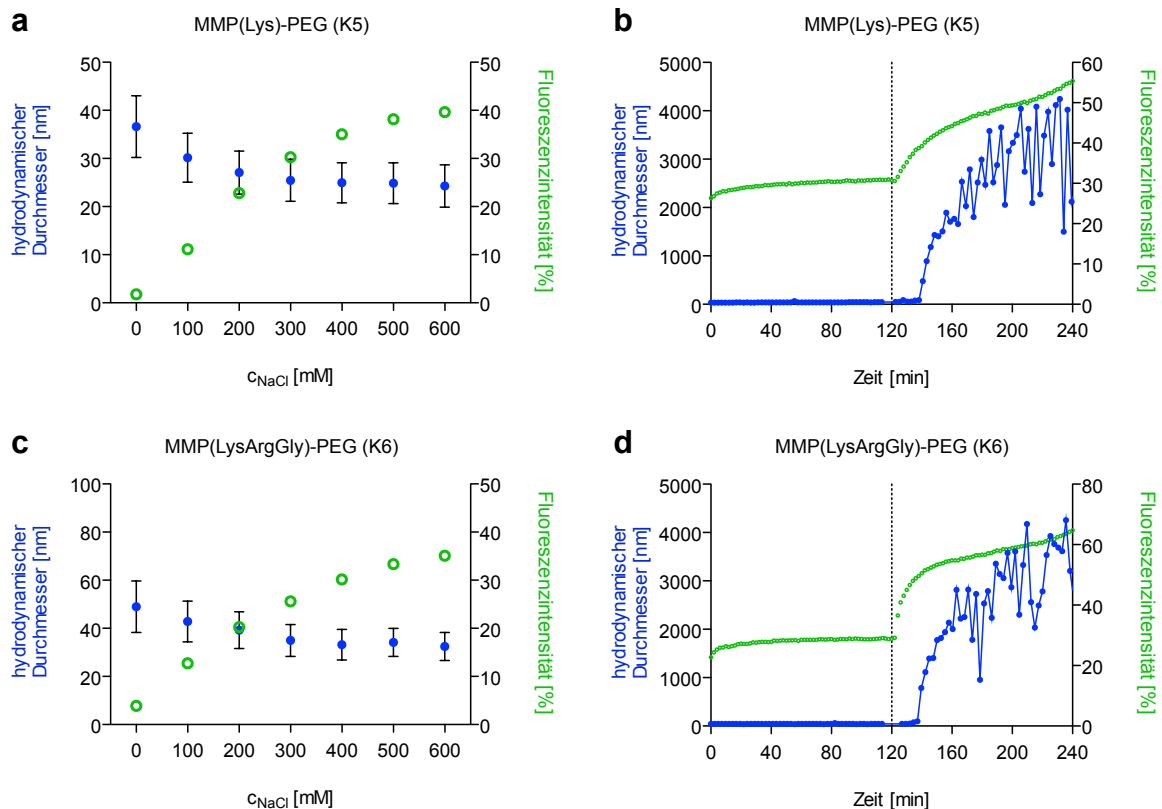 a
MMP(Lys)-PEG (K5)
50
40
30
20
10
0
hydrodynamischer
Durchmesser [nm]
50
40
30
20
10
0
Fluoreszenzintensität [%]
0 100 200 300 400 500 600
cNaCl [mM]
b
MMP(Lys)-PEG (K5)
5000
4000
3000
2000
1000
0
hydrodynamischer
Durchmesser [nm]
60
50
40
30
20
10
0
Fluoreszenzintensität [%]
0 40 80 120 160 200 240
Zeit [min]
c
MMP(LysArgGly)-PEG (K6)
100
80
60
40
20
0
hydrodynamischer
Durchmesser [nm]
50
40
30
20
10
0
Fluoreszenzintensität [%]
0 100 200 300 400 500 600
cNaCl [mM]
d
MMP(LysArgGly)-PEG (K6)
5000
4000
3000
2000
1000
0
hydrodynamischer
Durchmesser [nm]
80
60
40
20
0
Fluoreszenzintensität [%]
0 40 80 120 160 200 240
Zeit [min]